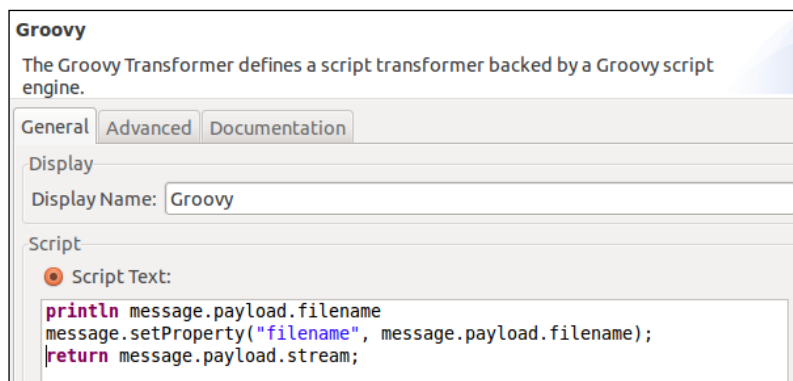 Groovy
The Groovy Transformer defines a script transformer backed by a Groovy script
engine.
General Advanced Documentation
Display
Display Name: Groovy
Script
Script Text:
println message.payload.filename
message.setProperty("filename", message.payload.filename);
return message.payload.stream;